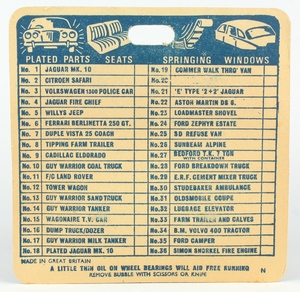 PLATED PARTS SEATS SPRINGING WINDOWS
No. 1 JAGUAR MK. 10
No. 2 CITROEN SAFARI
No. 3 VOLKSWAGEN 1500 POLICE CAR
No. 4 JAGUAR FIRE CHIEF
No. 5 WILLYS JEEP
No. 6 FERRARI BERLINETTA 250 GT.
No. 7 DUPLE VISTA 25 COACH
No. 8 TIPPING FARM TRAILER
No. 9 CADILLAC ELDORADO
No. 10 GUY WARRIOR COAL TRUCK
No. 11 F/C LAND ROVER
No. 12 TOWER WAGON
No. 13 GUY WARRIOR SAND TRUCK
No. 14 GUY WARRIOR TANKER
No. 15 WAGONAIRE T.V. CAR
No. 16 DUMP TRUCK/DOZER
No. 17 GUY WARRIOR MILK TANKER
No. 18 PLATED JAGUAR MK. 10
No. 19 COMMER WALK THRO' VAN
No. 20
No. 21 'E' TYPE '2+2' JAGUAR
No. 22 ASTON MARTIN DB 6.
No. 23 LOADMASTER SHOVEL
No. 24 FORD ZEPHYR ESTATE
No. 25 SD REFUSE VAN
No. 26 SUNBEAM ALPINE
No. 27 BEDFORD T.K. 7 TON
WITH CONTAINER
No. 28 FORD BREAKDOWN TRUCK
No. 29 E.R.F. CEMENT MIXER TRUCK
No. 30 STUDEBAKER AMBULANCE
No. 31 OLDSMOBILE COUPE
No. 32 LUGGAGE ELEVATOR
No. 33 FARM TRAILER AND CALVES
No. 34 B.M. VOLVO 400 TRACTOR
No. 35 FORD CAMPER
No. 36 SIMON SNORKEL FIRE ENGINE
MADE IN GREAT BRITAIN
A LITTLE THIN OIL ON WHEEL BEARINGS WILL AID FREE RUNNING
REMOVE BUBBLE WITH SCISSORS OR KNIFE N